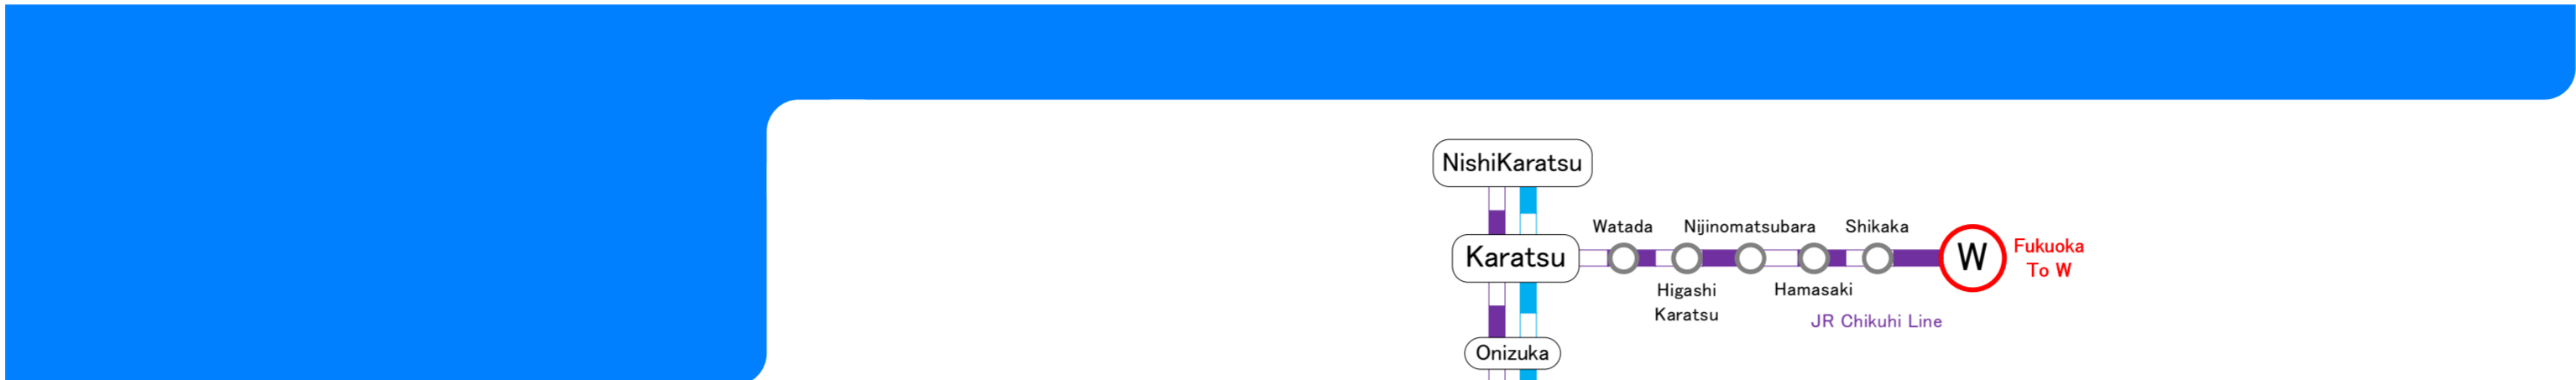 NishiKaratsu
Watada
Nijinomatsubara
Shikaka
Karatsu
W
Fukuoka
To W
Higashi
Karatsu
Hamasaki
JR Chikuhi Line
Onizuka